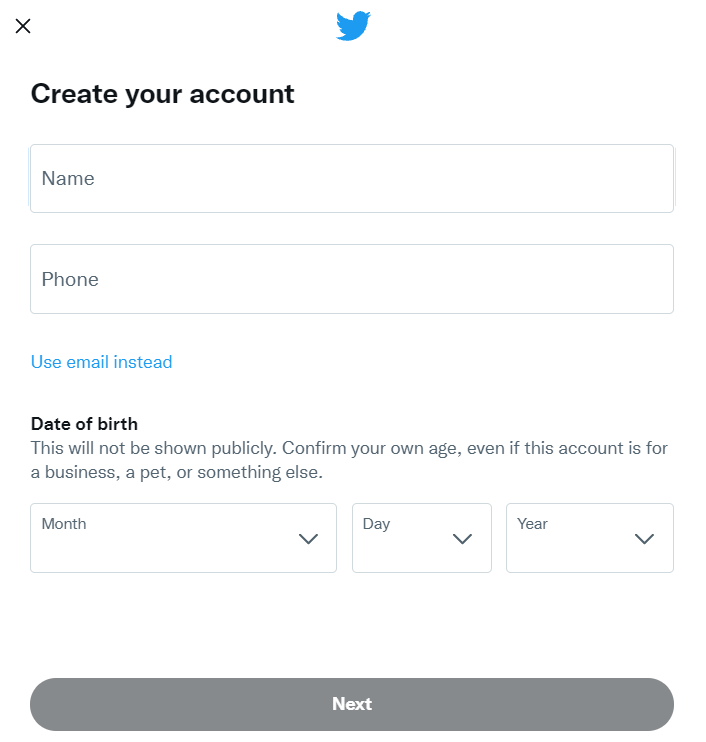 Create your account
Name
Phone
Use email instead
Date of birth
This will not be shown publicly. Confirm your own age, even if this account is for
a business, a pet, or something else.
Month
Day
Year
Next